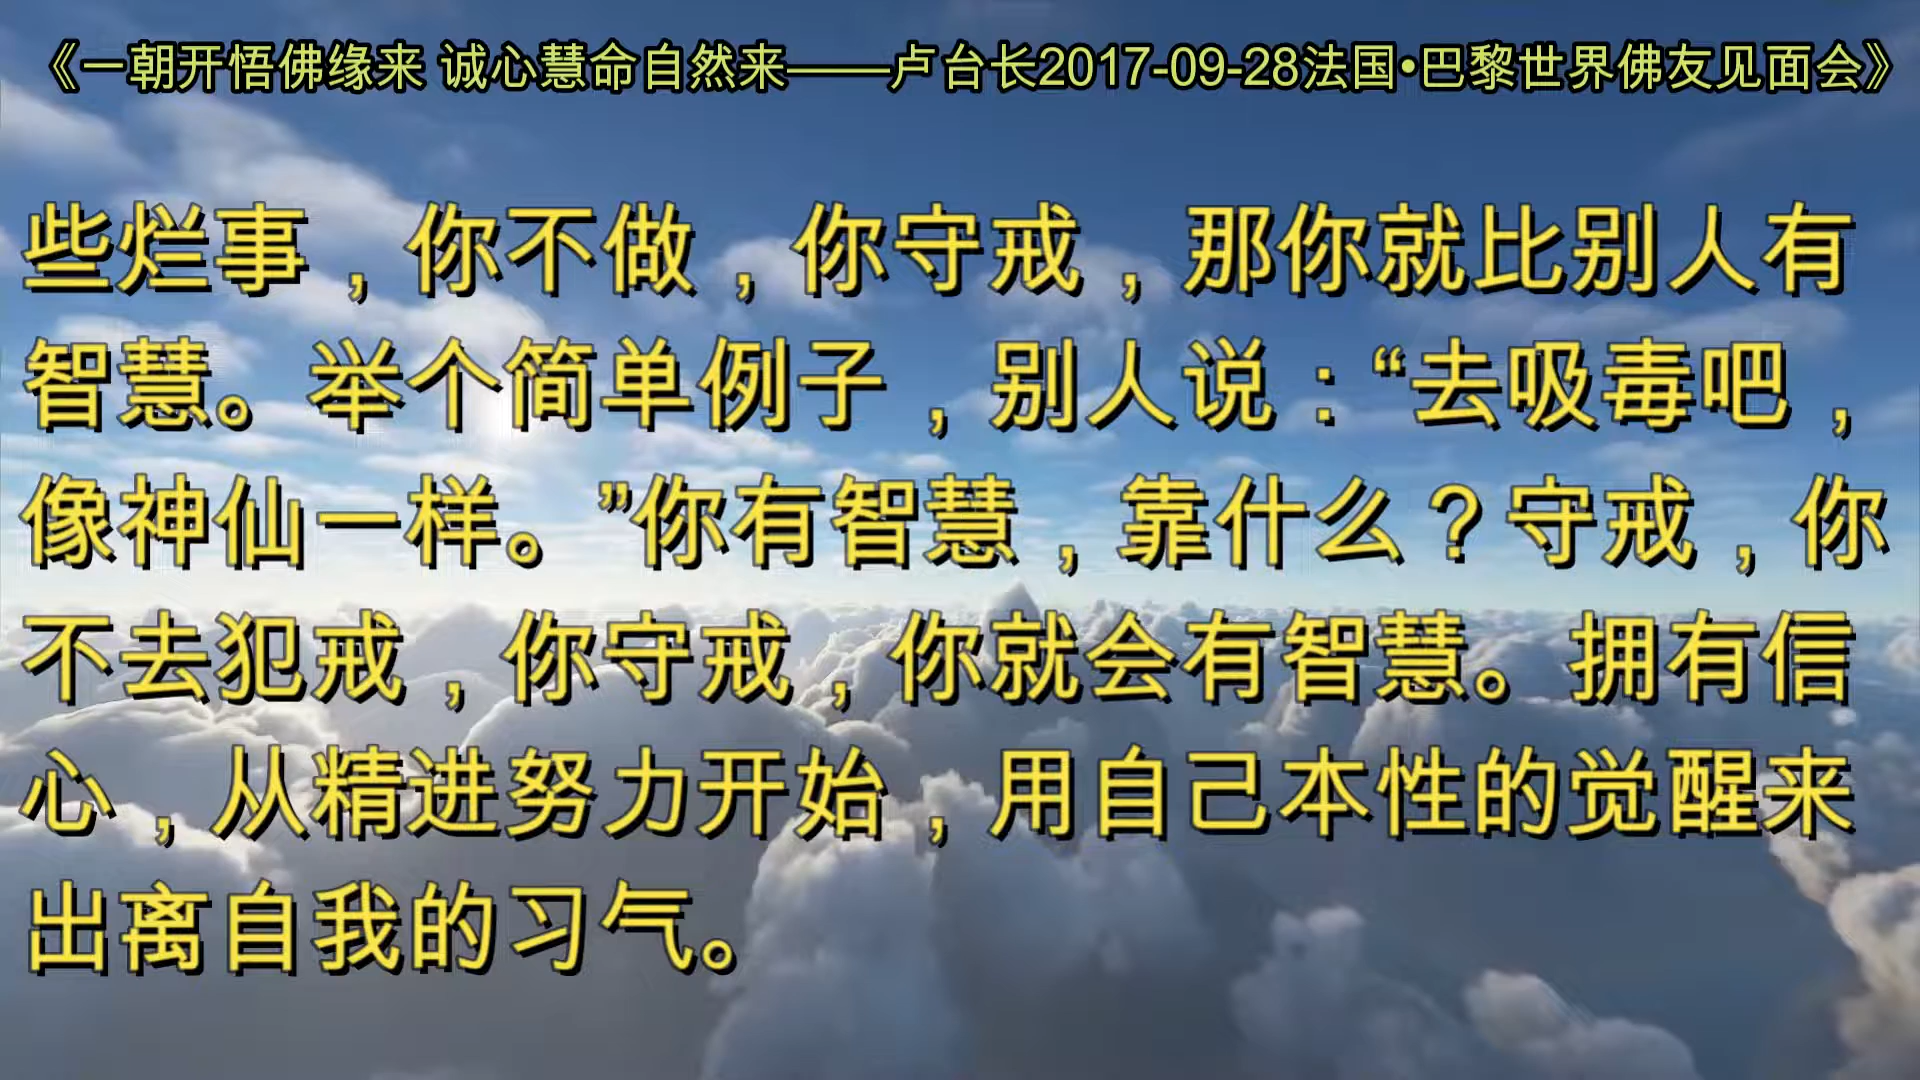 《一朝开悟佛缘来 诚心慧命自然来——卢台长2017-09-28法国•巴黎世界佛友见面会》
些烂事，你不做，你守戒，那你就比别人有
智慧。举个简单例子，别人说：“去吸毒吧，
像神仙一样。”你有智慧，靠什么？守戒，你
不去犯戒，你守戒，你就会有智慧。拥有信
心，从精进努力开始，用自己本性的觉醒来
出离自我的习气。